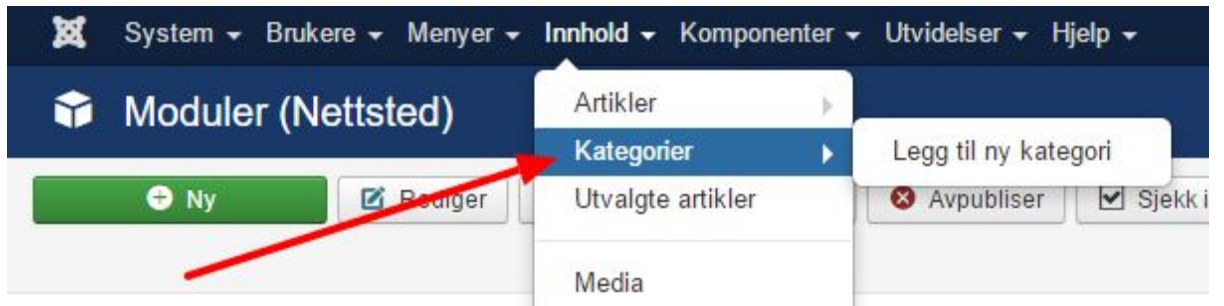 System Brukere Menyer Innhold Komponenter Utvidelser Hjelp
Moduler (Nettsted)
Artikler
Kategorier
Legg til ny kategori
Ny
Rediger
Utvalgte artikler
Avpubliser
Sjekk i
Media